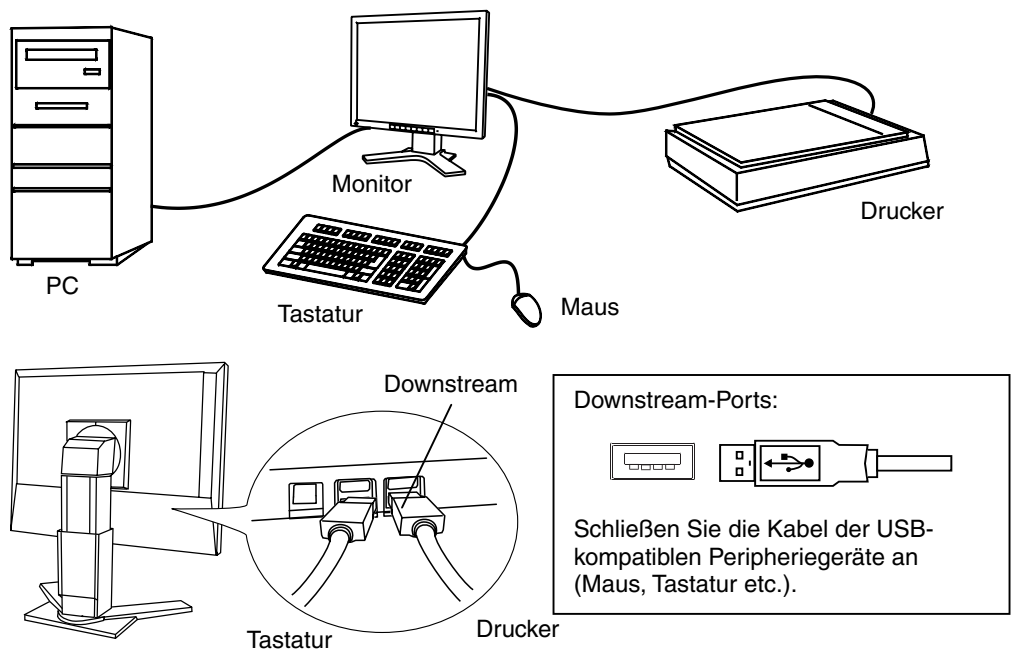 Monitor
Drucker
PC
Tastatur
Maus
Downstream
Downstream-Ports:
Schließen Sie die Kabel der USB-
kompatiblen Peripheriegeräte an
(Maus, Tastatur etc.).
Tastatur
Drucker